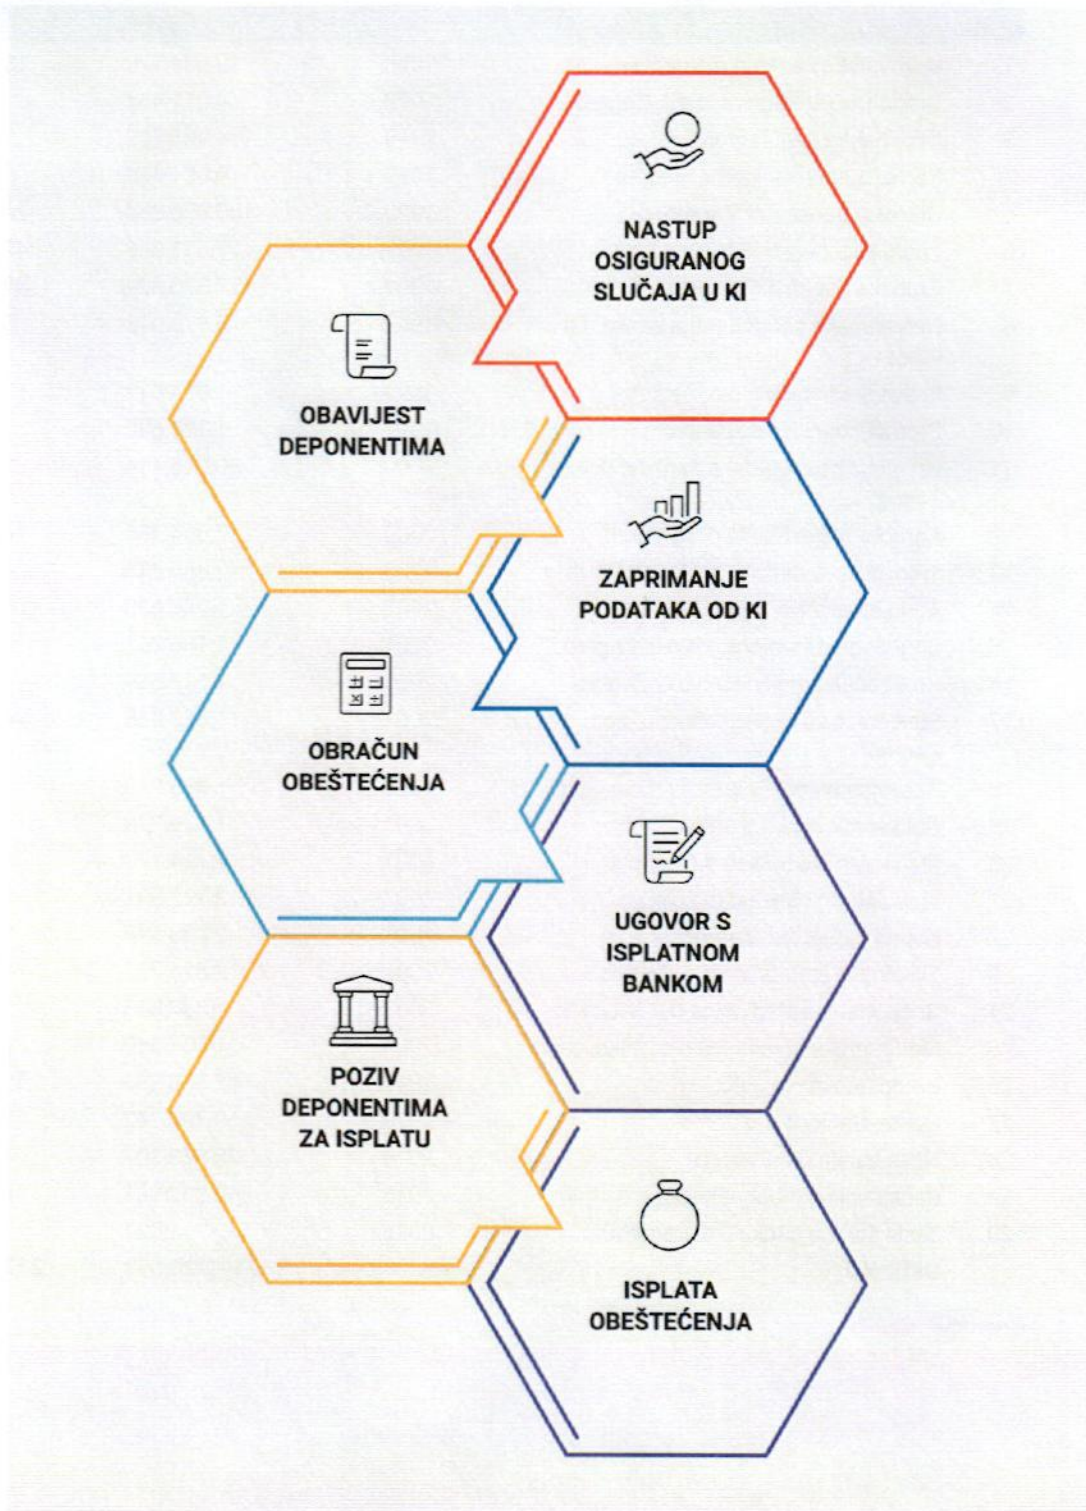 NASTUP
OSIGURANOG
SLUČAJA U KI
OBAVIJEST
DEPONENTIMA
ZAPRIMANJE
PODATAKA OD KI
OBRAČUN
OBEŠTEĆENJA
UGOVOR S
ISPLATNOM
BANKOM
POZIV
DEPONENTIMA
ZA ISPLATU
ISPLATA
OBEŠTEĆENJA